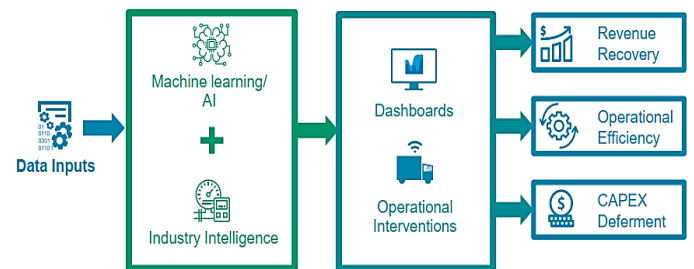 Data Inputs
Machine learning/
AI
Industry Intelligence
Dashboards
Operational
Interventions
Revenue
Recovery
Operational
Efficiency
CAPEX
Deferment